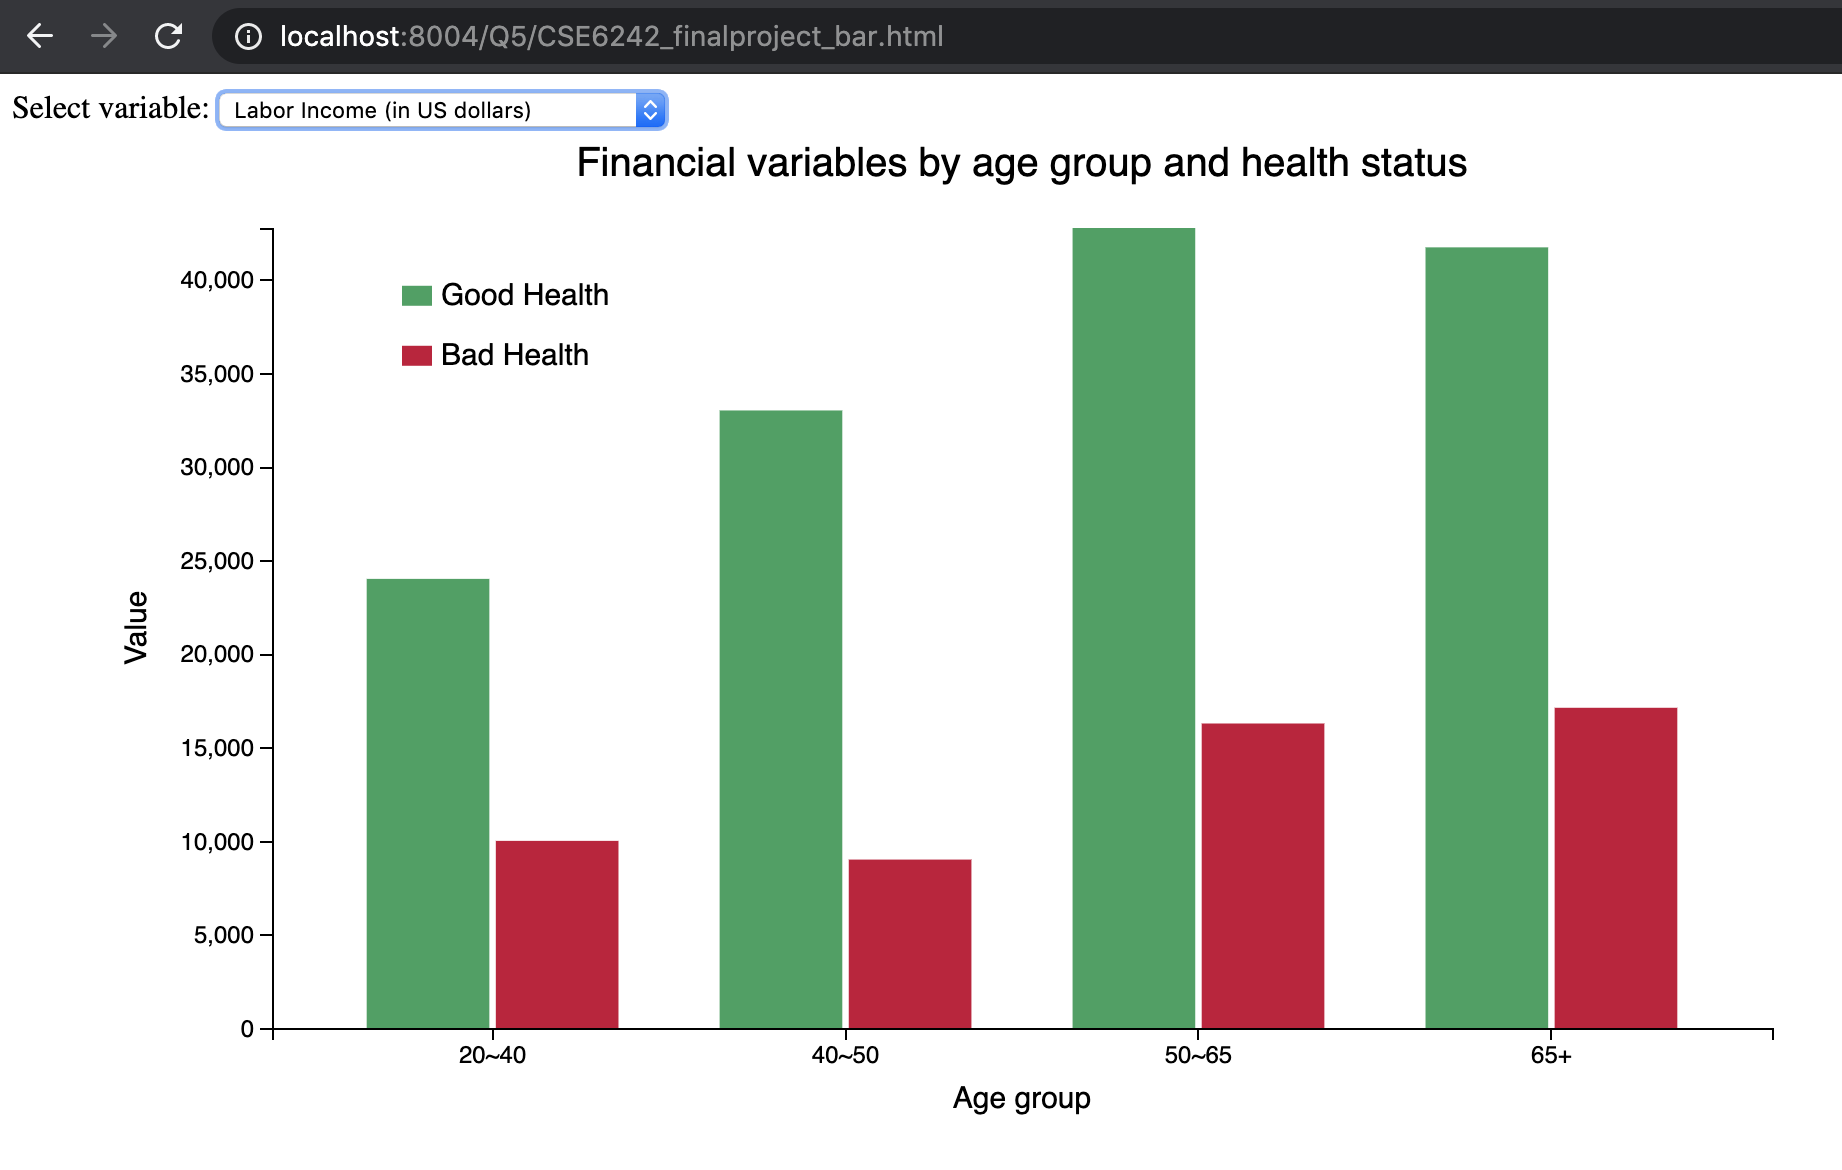 localhost:8004/Q5/CSE6242_finalproject_bar.html
Select variable: Labor Income (in US dollars)
Financial variables by age group and health status
Good Health
Bad Health
40,000
35,000
30,000
25,000
20,000
15,000
10,000
5,000
0
Value
20~40 40~50 50~65 65+
Age group